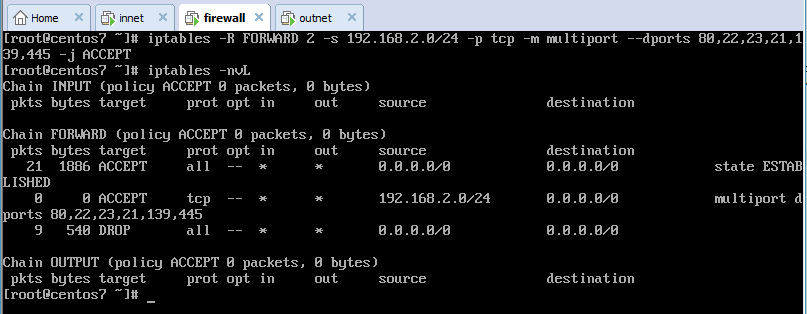 Home innet firewall outnet
[root@centos7 ~]# iptables -R FORWARD 2 -s 192.168.2.0/24 -p tcp -m multiport --dports 80,22,23,21,1
39,445 -j ACCEPT
[root@centos7 ~]# iptables -nvL
Chain INPUT (policy ACCEPT 0 packets, 0 bytes)
 pkts bytes target     prot opt in     out     source               destination

Chain FORWARD (policy ACCEPT 0 packets, 0 bytes)
 pkts bytes target     prot opt in     out     source               destination
   21  1886 ACCEPT     all  --  *      *       0.0.0.0/0            0.0.0.0/0            state ESTAB
LISHED
    0     0 ACCEPT     tcp  --  *      *       192.168.2.0/24       0.0.0.0/0            multiport d
ports 80,22,23,21,139,445
    9   540 DROP       all  --  *      *       0.0.0.0/0            0.0.0.0/0

Chain OUTPUT (policy ACCEPT 0 packets, 0 bytes)
 pkts bytes target     prot opt in     out     source               destination
[root@centos7 ~]# _